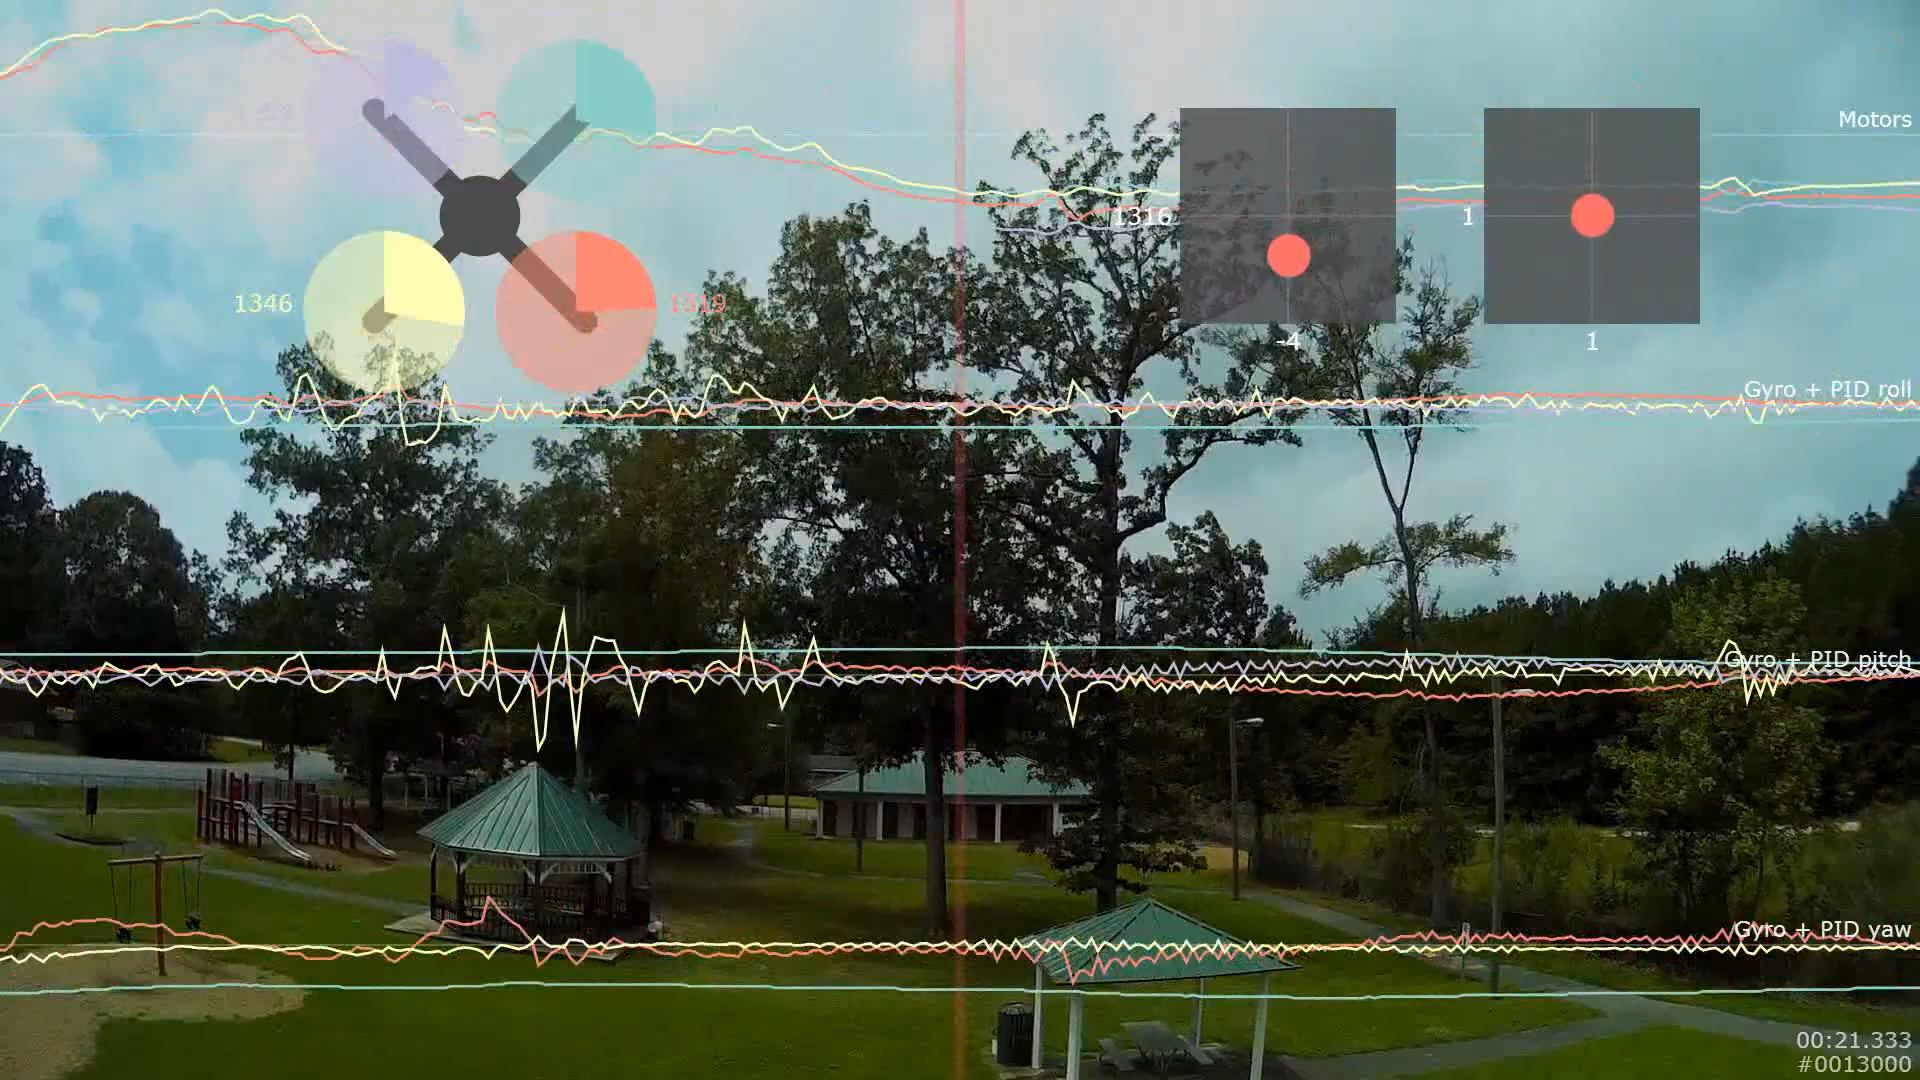 Motors
1316
1
1346
1319
-4
1
Gyro + PID roll
Gyro + PID pitch
Gyro + PID yaw
00:21.333
#0013000